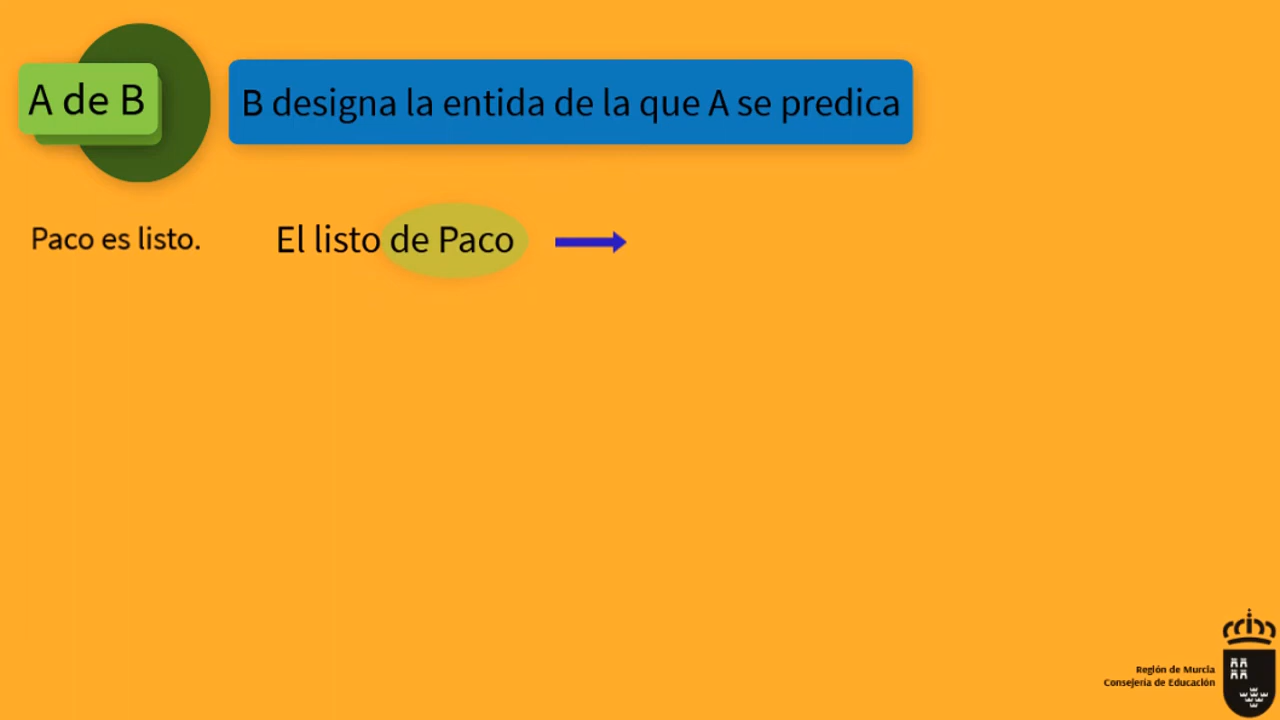 A de B
B designa la entida de la que A se predica
Paco es listo.
El listo de Paco
Región de Murcia
Consejería de Educación